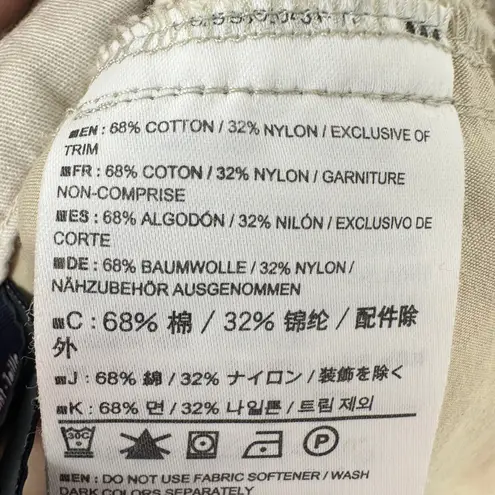 EN : 68% COTTON / 32% NYLON / EXCLUSIVE OF
TRIM
FR : 68% COTON / 32% NYLON / GARNITURE
NON-COMPRISE
ES : 68% ALGODÓN / 32% NILÓN / EXCLUSIVO DE
CORTE
DE : 68% BAUMWOLLE / 32% NYLON /
NÄHZUBEHÖR AUSGENOMMEN
C : 68% 棉 / 32% 锦纶 / 配件除
外
J : 68% 綿 / 32% ナイロン / 装飾を除く
K : 68% 면 / 32% 나일론 / 트림 제외
30C P
EN : DO NOT USE FABRIC SOFTENER / WASH
DARK COLORS SEPARATELY